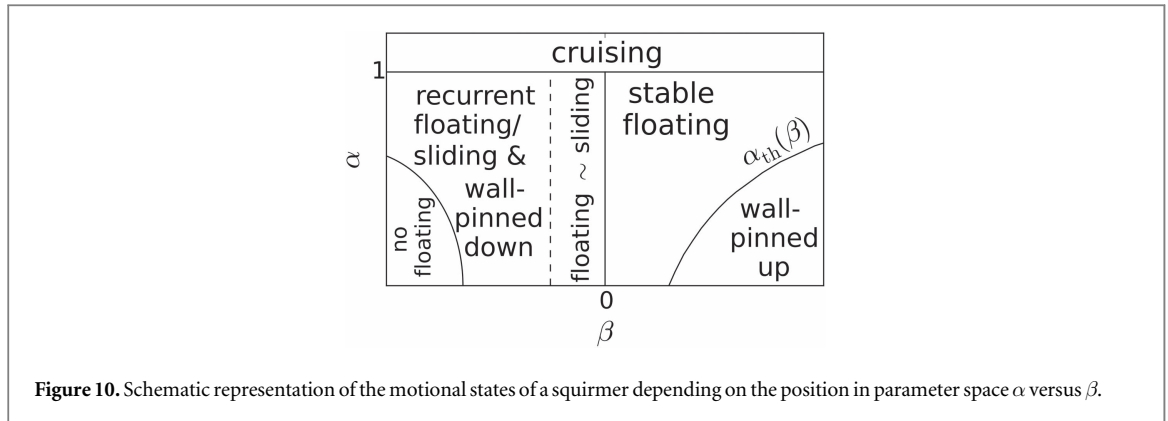 cruising
1
recurrent
floating/
sliding &
wall-
pinned
down
no
floating
floating ~ sliding
stable
floating
αth(β)
wall-
pinned
up
α
0
β
Figure 10. Schematic representation of the motional states of a squirmer depending on the position in parameter space α versus β.